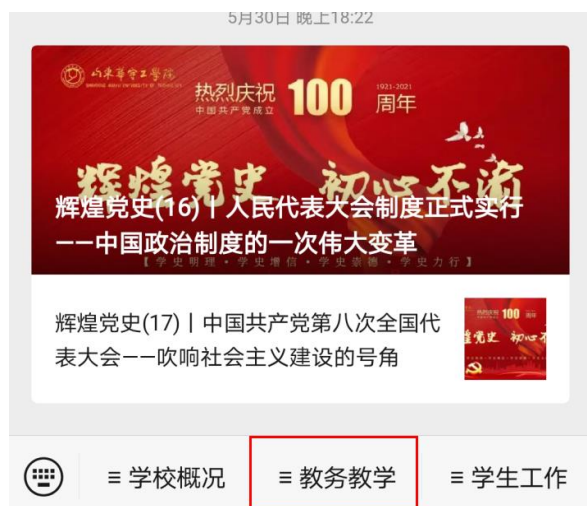 5月30日 晚上18:22
山东华宇工学院
热烈庆祝 100 周年
中国共产党成立
1921-2021
辉煌党史 初心不渝
辉煌党史(16)丨人民代表大会制度正式实行
——中国政治制度的一次伟大变革
【学史明理·学史增信·学史崇德·学史力行】
辉煌党史(17)丨中国共产党第八次全国代
表大会——吹响社会主义建设的号角
100
≡ 学校概况
≡ 教务教学
≡ 学生工作